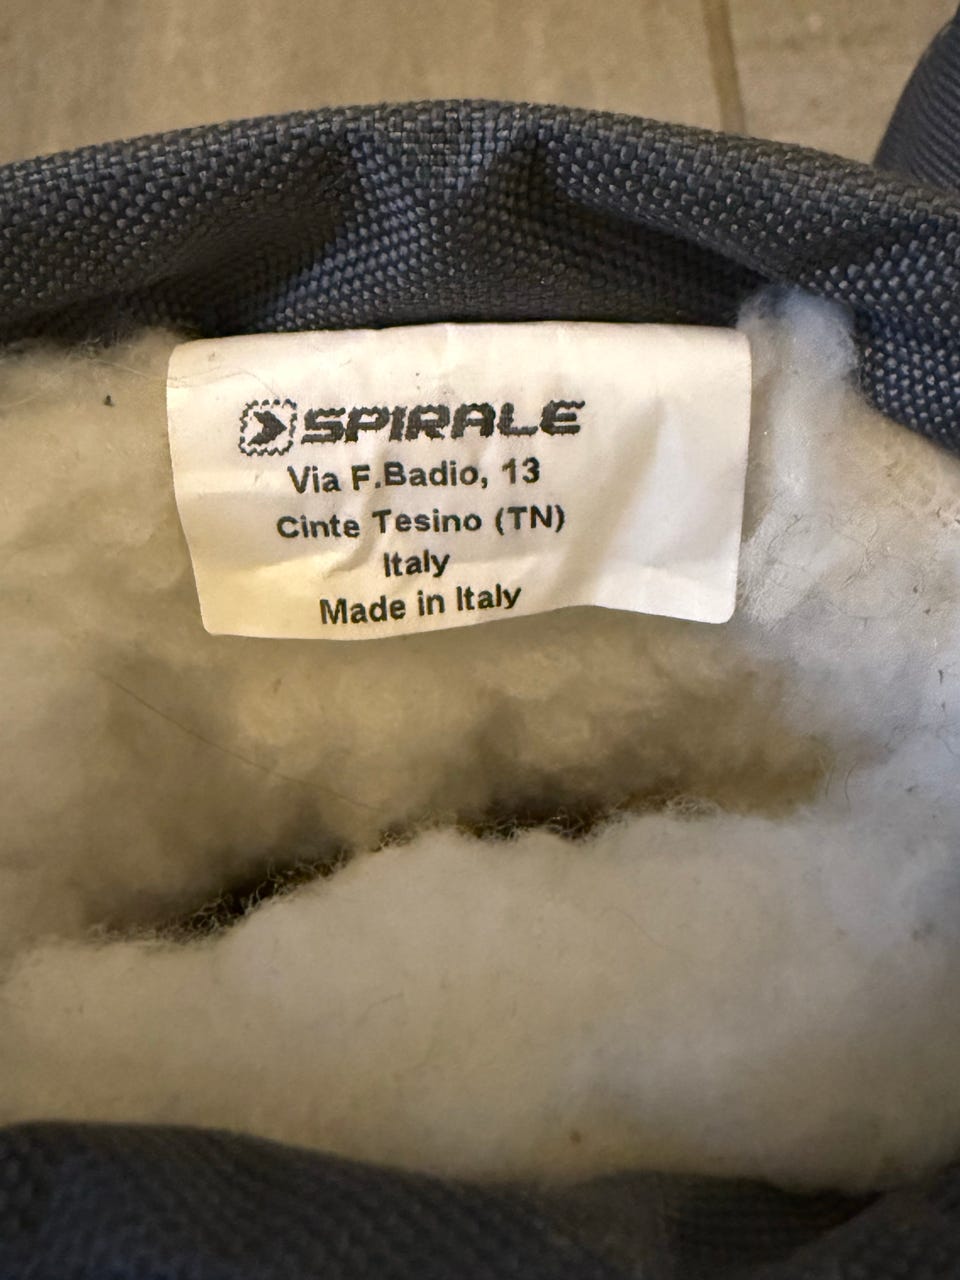 SPIRALE
Via F.Badio, 13
Cinte Tesino (TN)
Italy
Made in Italy